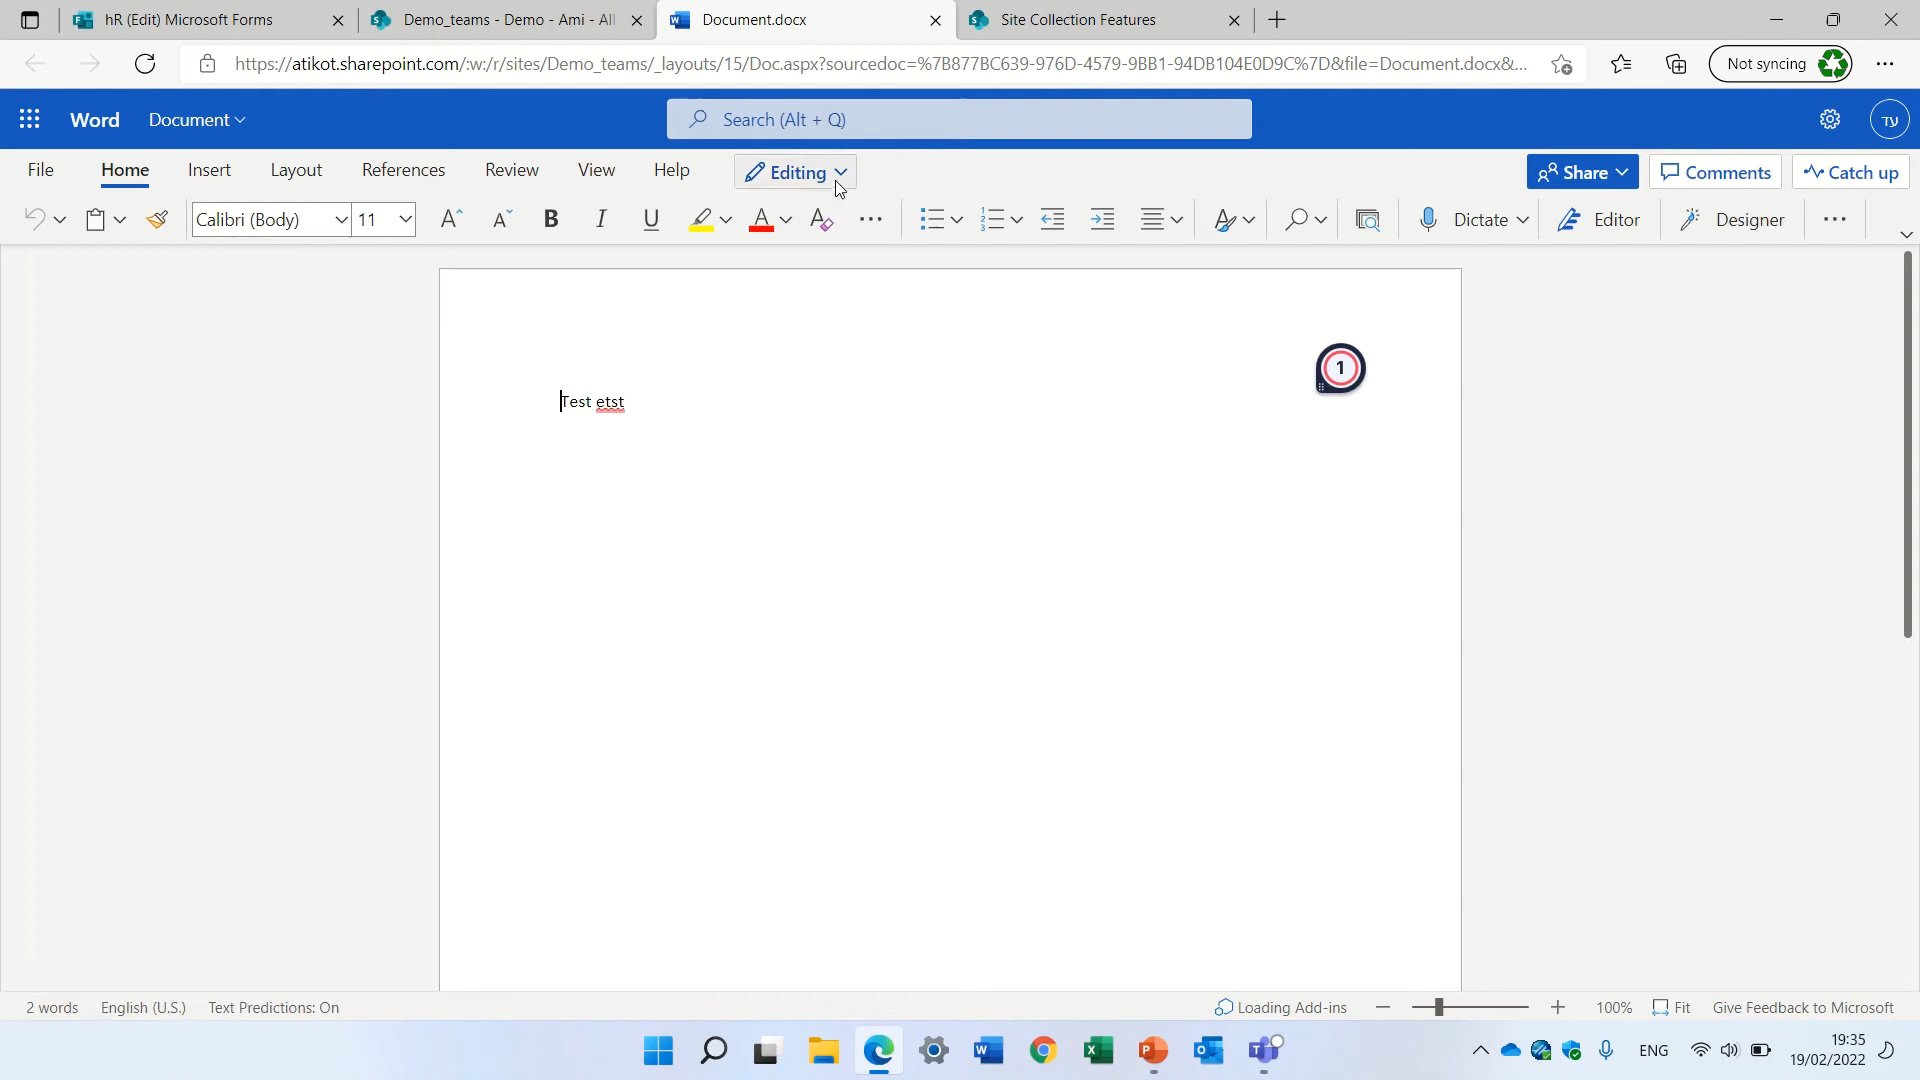 hR (Edit) Microsoft Forms
Demo_teams - Demo - Ami - All
Document.docx
Site Collection Features
https://atikot.sharepoint.com/:w:/r/sites/Demo_teams/_layouts/15/Doc.aspx?sourcedoc=%7B877BC639-976D-4579-9BB1-94DB104E0D9C%7D&file=Document.docx&...
Not syncing
Word
Document
Search (Alt + Q)
עד
File
Home
Insert
Layout
References
Review
View
Help
Editing
Share
Comments
Catch up
Calibri (Body)
11
Dictate
Editor
Designer
1
Test etst
2 words
English (U.S.)
Text Predictions: On
Loading Add-ins
100%
Fit
Give Feedback to Microsoft
ENG
19:35
19/02/2022